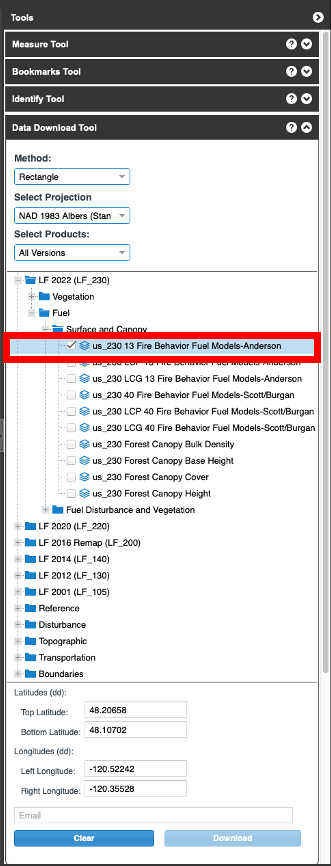 Tools
Measure Tool
Bookmarks Tool
Identify Tool
Data Download Tool
Method:
Rectangle
Select Projection
NAD 1983 Albers (Stan
Select Products:
All Versions
LF 2022 (LF_230)
Vegetation
Fuel
Surface and Canopy
us_230 13 Fire Behavior Fuel Models-Anderson
us_230 LCP 13 Fire Behavior Fuel Models-Anderson
us_230 LCG 13 Fire Behavior Fuel Models-Anderson
us_230 40 Fire Behavior Fuel Models-Scott/Burgan
us_230 LCP 40 Fire Behavior Fuel Models-Scott/Burgan
us_230 LCG 40 Fire Behavior Fuel Models-Scott/Burgan
us_230 Forest Canopy Bulk Density
us_230 Forest Canopy Base Height
us_230 Forest Canopy Cover
us_230 Forest Canopy Height
Fuel Disturbance and Vegetation
LF 2020 (LF_220)
LF 2016 Remap (LF_200)
LF 2014 (LF_140)
LF 2012 (LF_130)
LF 2001 (LF_105)
Reference
Disturbance
Topographic
Transportation
Boundaries
Latitudes (dd):
Top Latitude: 48.20658
Bottom Latitude: 48.10702
Longitudes (dd):
Left Longitude: -120.52242
Right Longitude: -120.35528
Email
Clear Download